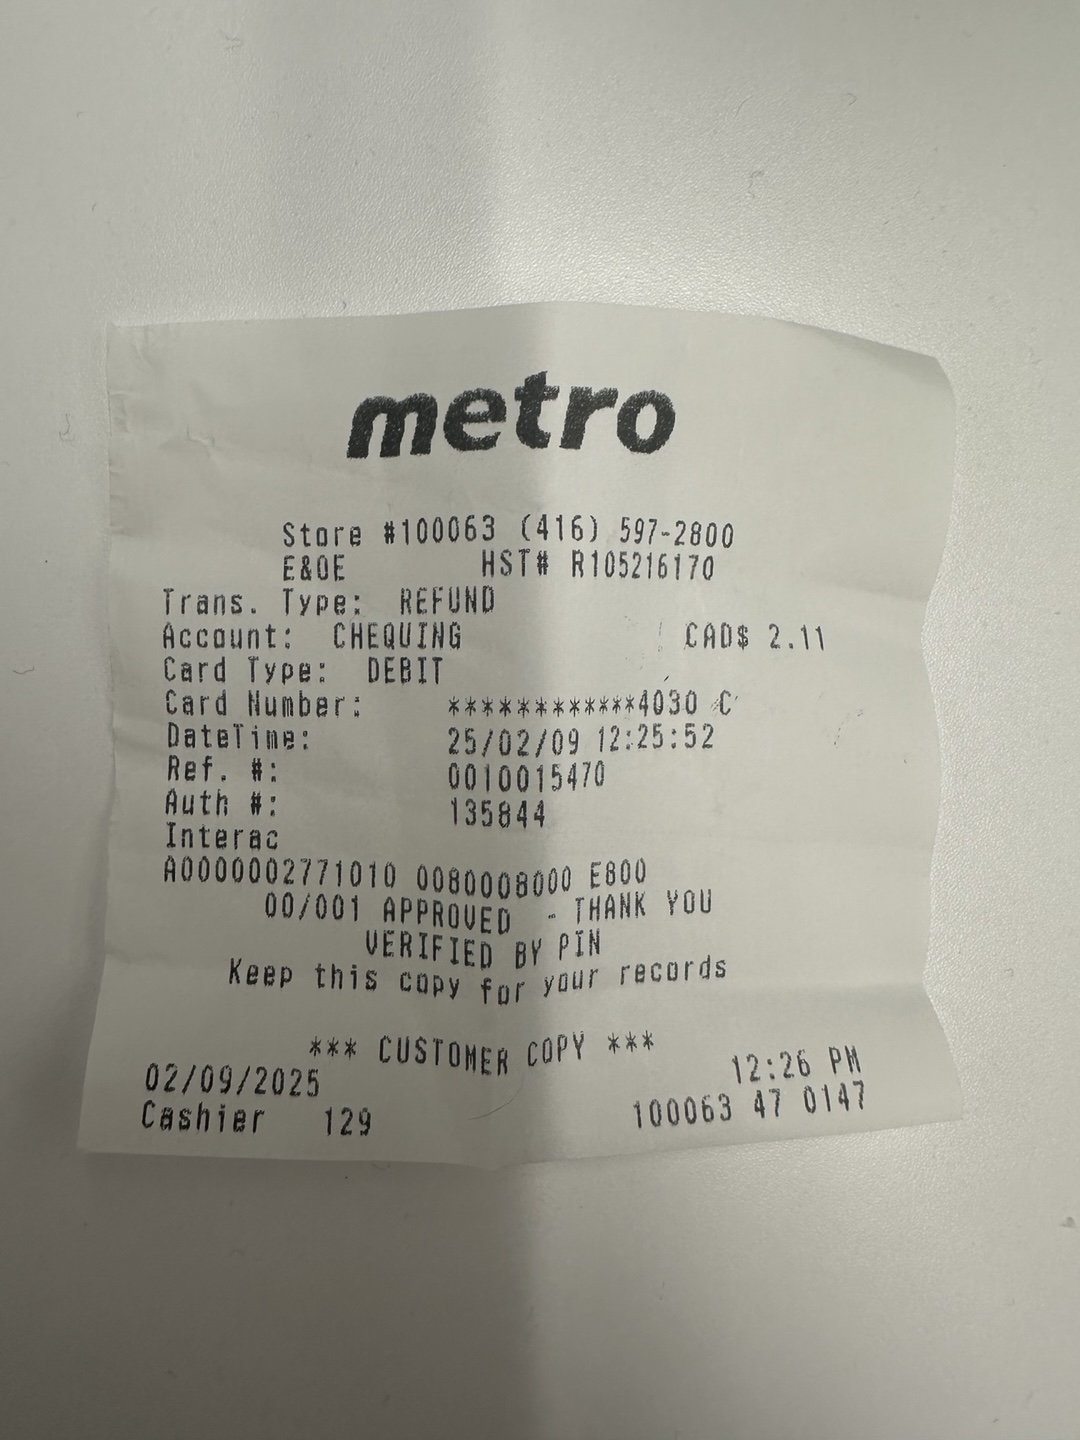 metro
Store #100063 (416) 597-2800
E&OE HST# R105216170
Trans. Type: REFUND
Account: CHEQUING CAD$ 2.11
Card Type: DEBIT
Card Number: ************4030 C
DateTime: 25/02/09 12:25:52
Ref. #: 0010015470
Auth #: 135844
Interac
A0000002771010 0080008000 E800
00/001 APPROVED - THANK YOU
VERIFIED BY PIN
Keep this copy for your records
*** CUSTOMER COPY ***
02/09/2025 12:26 PM
Cashier 129 100063 47 0147